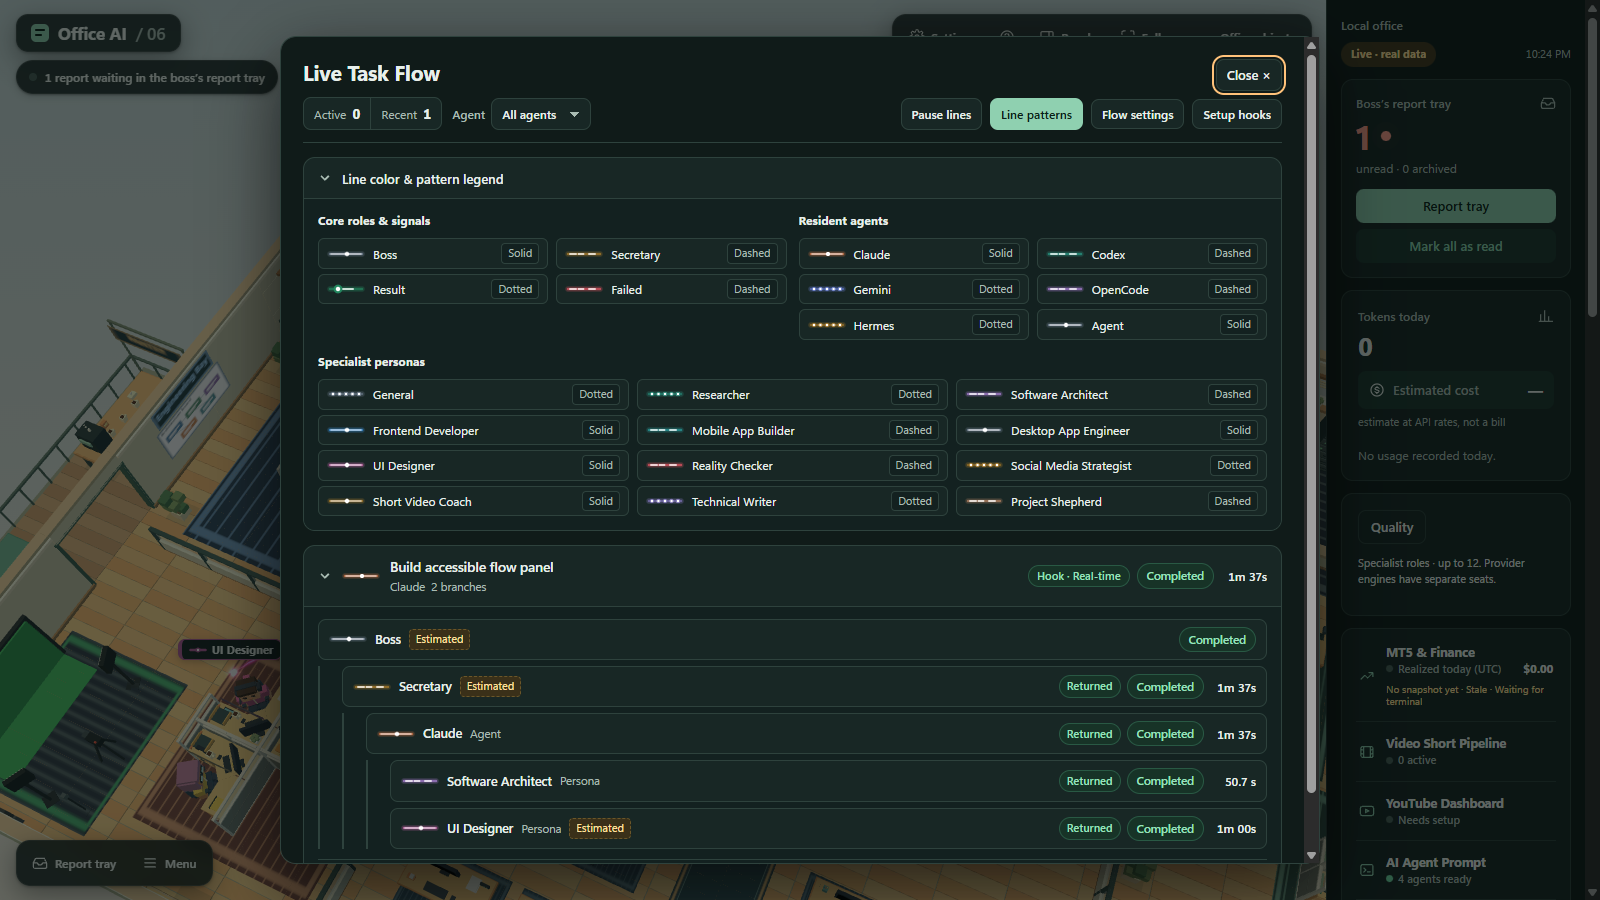 Office AI / 06
1 report waiting in the boss's report tray
Live Task Flow
Close ×
Active 0
Recent 1
Agent
All agents
Pause lines
Line patterns
Flow settings
Setup hooks
Line color & pattern legend
Core roles & signals
Boss Solid
Secretary Dashed
Result Dotted
Failed Dashed
Resident agents
Claude Solid
Codex Dashed
Gemini Dotted
OpenCode Dashed
Hermes Dotted
Agent Solid
Specialist personas
General Dotted
Researcher Dotted
Software Architect Dashed
Frontend Developer Solid
Mobile App Builder Dashed
Desktop App Engineer Solid
UI Designer Solid
Reality Checker Dashed
Social Media Strategist Dotted
Short Video Coach Solid
Technical Writer Dotted
Project Shepherd Dashed
Build accessible flow panel
Claude 2 branches
Hook · Real-time
Completed
1m 37s
Boss Estimated Completed
Secretary Estimated Returned Completed 1m 37s
Claude Agent Returned Completed 1m 37s
Software Architect Persona Returned Completed 50.7 s
UI Designer Persona Estimated Returned Completed 1m 00s
UI Designer
Report tray
Menu
Local office
Live · real data
10:24 PM
Boss's report tray
1
unread · 0 archived
Report tray
Mark all as read
Tokens today
0
Estimated cost —
estimate at API rates, not a bill
No usage recorded today.
Quality
Specialist roles · up to 12. Provider
engines have separate seats.
MT5 & Finance
Realized today (UTC) $0.00
No snapshot yet · Stale · Waiting for
terminal
Video Short Pipeline
0 active
YouTube Dashboard
Needs setup
AI Agent Prompt
4 agents ready